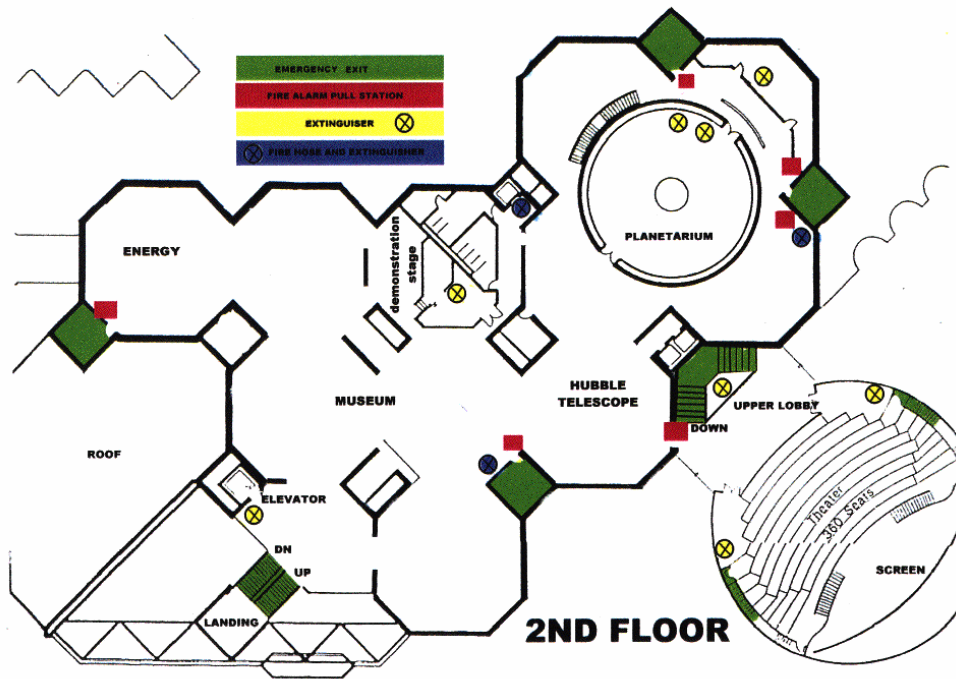 EMERGENCY EXIT
FIRE ALARM PULL STATION
EXTINGUISER
FIRE HOSE AND EXTINGUISHER
ENERGY
demonstration
stage
PLANETARIUM
MUSEUM
HUBBLE
TELESCOPE
UPPER LOBBY
DOWN
ROOF
ELEVATOR
Theater
360 Seats
DN
UP
SCREEN
LANDING
2ND FLOOR